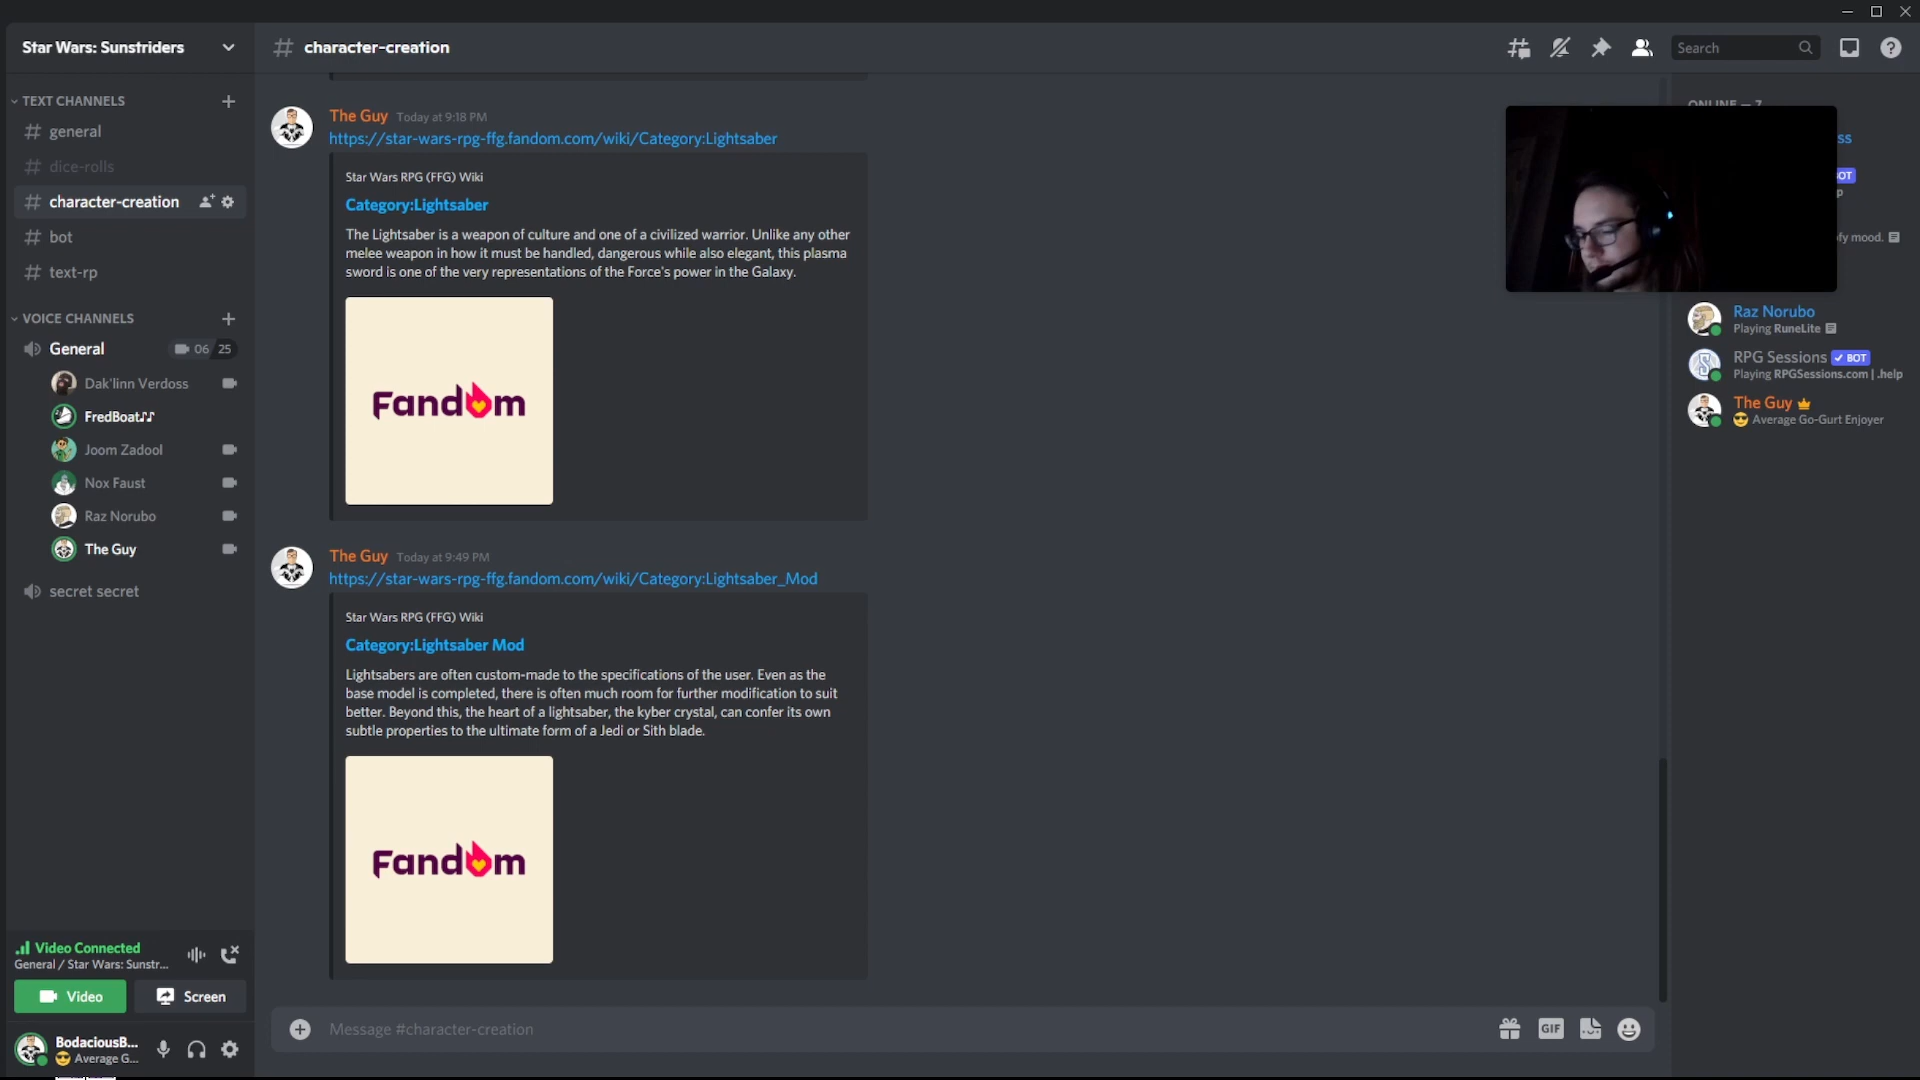 Star Wars: Sunstriders
character-creation
Search
TEXT CHANNELS
general
dice-rolls
character-creation
bot
text-rp
VOICE CHANNELS
General
06 25
Dak'linn Verdoss
FredBoat♪♪
Joom Zadool
Nox Faust
Raz Norubo
The Guy
secret secret
Video Connected
General / Star Wars: Sunstr...
Video
Screen
BodaciousB...
Average G...
The Guy Today at 9:18 PM
https://star-wars-rpg-ffg.fandom.com/wiki/Category:Lightsaber
Star Wars RPG (FFG) Wiki
Category:Lightsaber
The Lightsaber is a weapon of culture and one of a civilized warrior. Unlike any other
melee weapon in how it must be handled, dangerous while also elegant, this plasma
sword is one of the very representations of the Force's power in the Galaxy.
Fandom
The Guy Today at 9:49 PM
https://star-wars-rpg-ffg.fandom.com/wiki/Category:Lightsaber_Mod
Star Wars RPG (FFG) Wiki
Category:Lightsaber Mod
Lightsabers are often custom-made to the specifications of the user. Even as the
base model is completed, there is often much room for further modification to suit
better. Beyond this, the heart of a lightsaber, the kyber crystal, can confer its own
subtle properties to the ultimate form of a Jedi or Sith blade.
Fandom
Message #character-creation
GIF
mood.
Raz Norubo
Playing RuneLite
RPG Sessions BOT
Playing RPGSessions.com | .help
The Guy
Average Go-Gurt Enjoyer